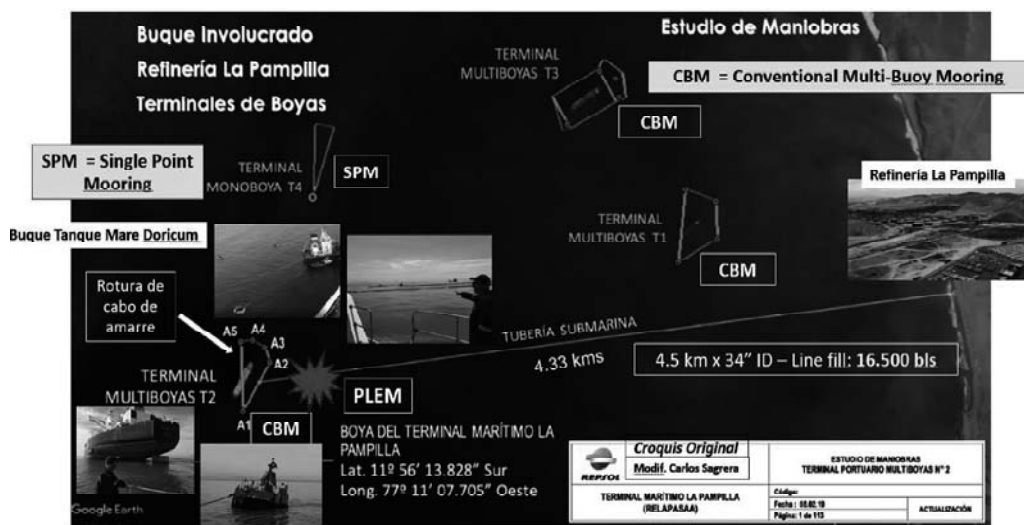 Buque Involucrado
Refinería La Pampilla
Terminales de Boyas
Estudio de Maniobras
TERMINAL
MULTIBOYAS T3
CBM = Conventional Multi-Buoy Mooring
CBM
SPM = Single Point
Mooring
TERMINAL
MONOBOYA T4
SPM
Refinería La Pampilla
TERMINAL
MULTIBOYAS T1
CBM
Buque Tanque Mare Doricum
Rotura de
cabo de
amarre
A5
A4
A3
A2
A1
TERMINAL
MULTIBOYAS T2
CBM
PLEM
TUBERÍA SUBMARINA
4.33 kms
4.5 km x 34" ID – Line fill: 16.500 bls
BOYA DEL TERMINAL MARÍTIMO LA
PAMPILLA
Lat. 11º 56' 13.828" Sur
Long. 77º 11' 07.705" Oeste
Google Earth
REPSOL
Croquis Original
Modif. Carlos Sagrera
TERMINAL MARÍTIMO LA PAMPILLA
(RELAPASAA)
ESTUDIO DE MANIOBRAS
TERMINAL PORTUARIO MULTIBOYAS N° 2
Código:
Fecha :
Página: 1 de 113
ACTUALIZACIÓN